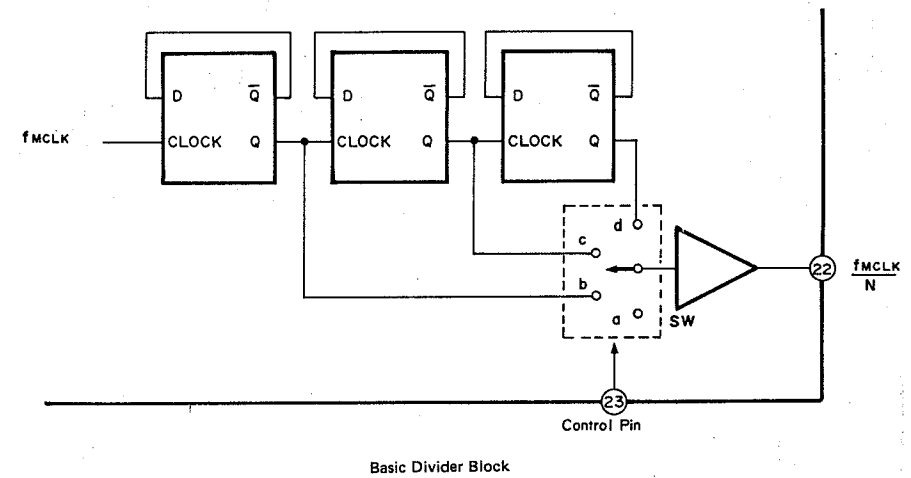 D Q̅ D Q̅ D Q̅
fMCLK CLOCK Q CLOCK Q CLOCK Q
d
c
b
a
SW
22 fMCLK
N
23
Control Pin
Basic Divider Block